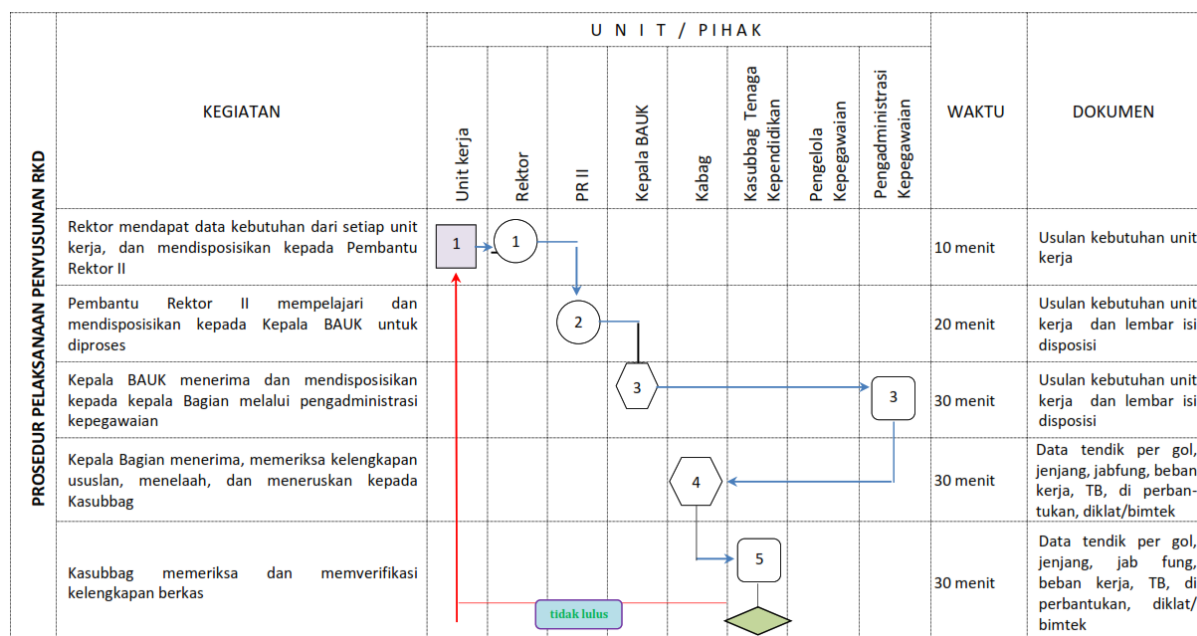 PROSEDUR PELAKSANAAN PENYUSUNAN RKD
KEGIATAN
U N I T / PIHAK
Unit kerja
Rektor
PR II
Kepala BAUK
Kabag
Kasubbag Tenaga
Kependidikan
Pengelola
Kepegawaian
Pengadministrasi
Kepegawaian
WAKTU
DOKUMEN
Rektor mendapat data kebutuhan dari setiap unit
kerja, dan mendisposisikan kepada Pembantu
Rektor II
1
1
10 menit
Usulan kebutuhan unit
kerja
Pembantu Rektor II mempelajari dan
mendisposisikan kepada Kepala BAUK untuk
diproses
2
20 menit
Usulan kebutuhan unit
kerja dan lembar isi
disposisi
Kepala BAUK menerima dan mendisposisikan
kepada kepala Bagian melalui pengadministrasi
kepegawaian
3
3
30 menit
Usulan kebutuhan unit
kerja dan lembar isi
disposisi
Kepala Bagian menerima, memeriksa kelengkapan
ususlan, menelaah, dan meneruskan kepada
Kasubbag
4
30 menit
Data tendik per gol,
jenjang, jabfung, beban
kerja, TB, di perban-
tukan, diklat/bimtek
Kasubbag memeriksa dan memverifikasi
kelengkapan berkas
5
tidak lulus
30 menit
Data tendik per gol,
jenjang, jab fung,
beban kerja, TB, di
perbantukan, diklat/
bimtek